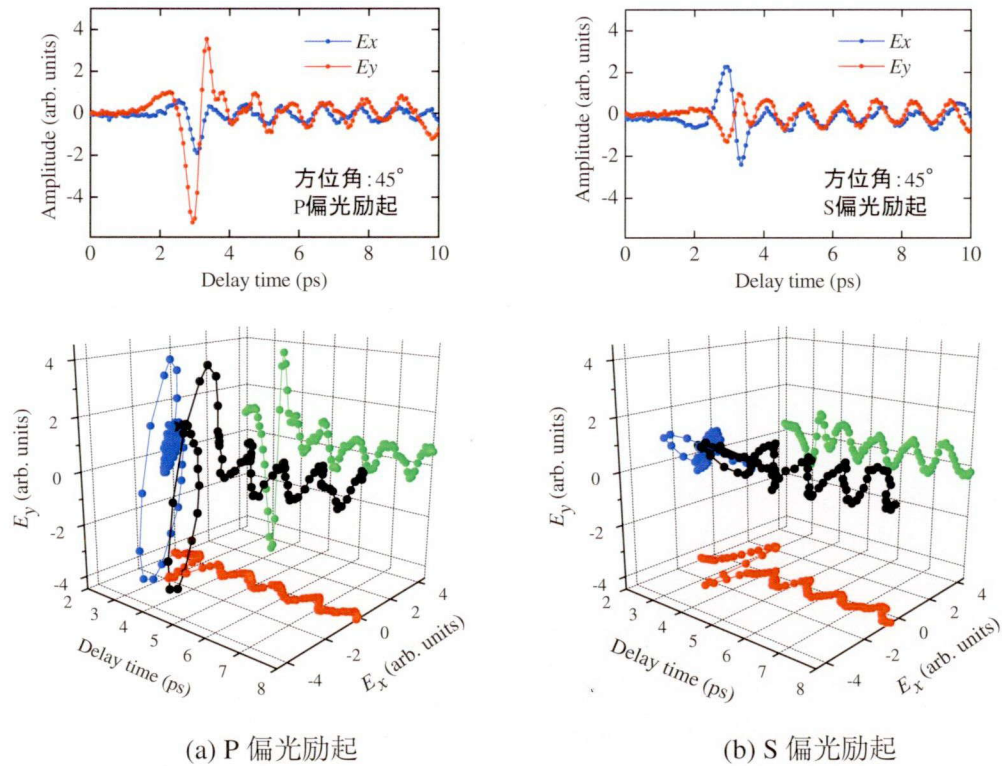 Amplitude (arb. units)
4
2
0
-2
-4
Ex
Ey
方位角:45°
P偏光励起
0 2 4 6 8 10
Delay time (ps)
Amplitude (arb. units)
4
2
0
-2
-4
Ex
Ey
方位角:45°
S偏光励起
0 2 4 6 8 10
Delay time (ps)
Ey (arb. units)
4
2
0
-2
-4
2 3 4 5 6 7 8
Delay time (ps)
-4 -2 0 2 4
Ex (arb. units)
(a) P 偏光励起
Ey (arb. units)
4
2
0
-2
-4
2 3 4 5 6 7 8
Delay time (ps)
-4 -2 0 2 4
Ex (arb. units)
(b) S 偏光励起